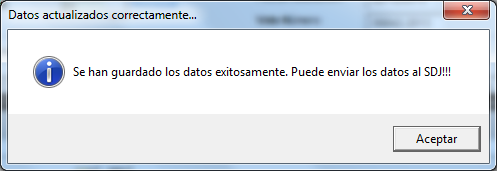 Datos actualizados correctamente...
Se han guardado los datos exitosamente. Puede enviar los datos al SDJ!!!
Aceptar